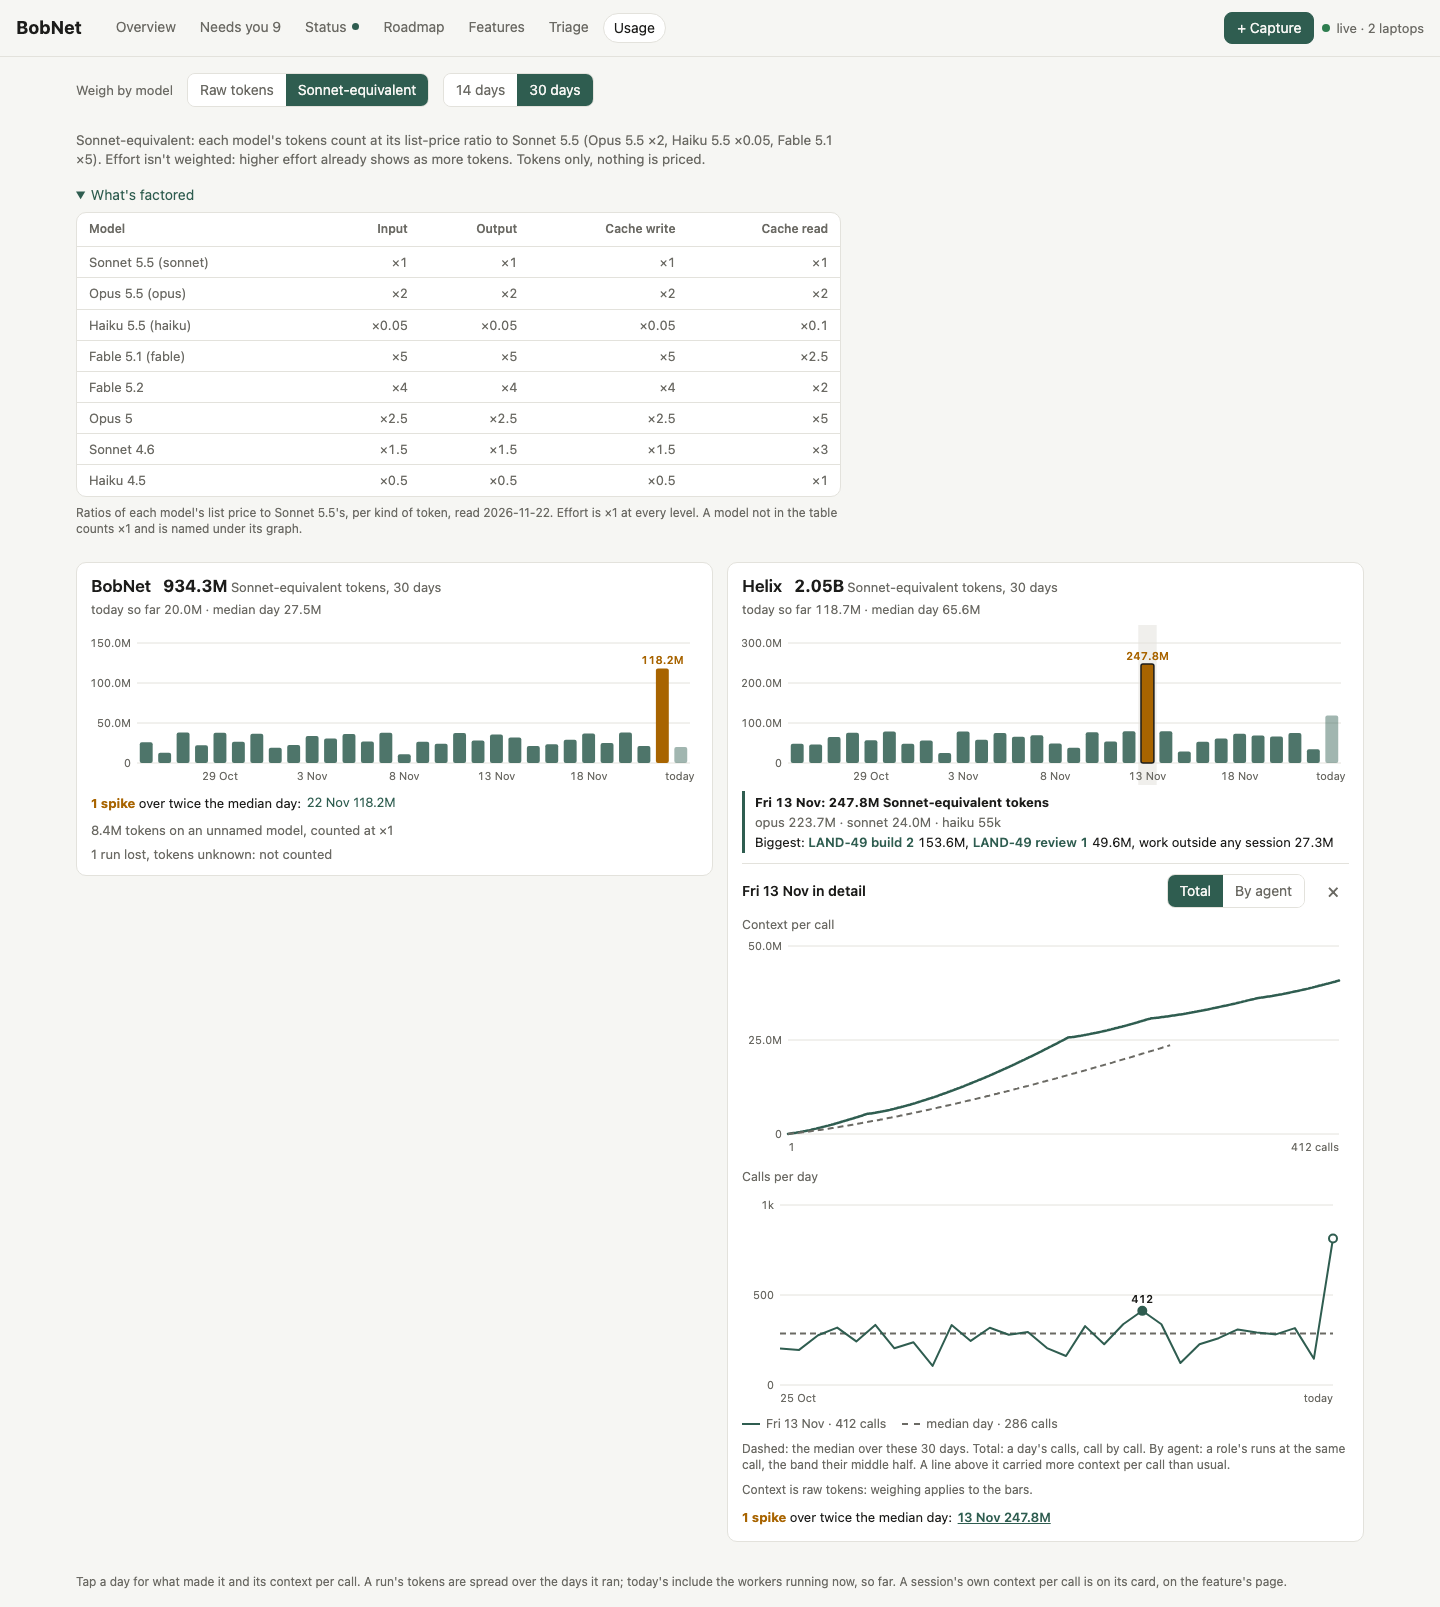 BobNet Overview Needs you 9 Status Roadmap Features Triage Usage + Capture live · 2 laptops
Weigh by model Raw tokens Sonnet-equivalent 14 days 30 days
Sonnet-equivalent: each model's tokens count at its list-price ratio to Sonnet 5.5 (Opus 5.5 ×2, Haiku 5.5 ×0.05, Fable 5.1
×5). Effort isn't weighted: higher effort already shows as more tokens. Tokens only, nothing is priced.
▼ What's factored
Model Input Output Cache write Cache read
Sonnet 5.5 (sonnet) ×1 ×1 ×1 ×1
Opus 5.5 (opus) ×2 ×2 ×2 ×2
Haiku 5.5 (haiku) ×0.05 ×0.05 ×0.05 ×0.1
Fable 5.1 (fable) ×5 ×5 ×5 ×2.5
Fable 5.2 ×4 ×4 ×4 ×2
Opus 5 ×2.5 ×2.5 ×2.5 ×5
Sonnet 4.6 ×1.5 ×1.5 ×1.5 ×3
Haiku 4.5 ×0.5 ×0.5 ×0.5 ×1
Ratios of each model's list price to Sonnet 5.5's, per kind of token, read 2026-11-22. Effort is ×1 at every level. A model not in the table
counts ×1 and is named under its graph.
BobNet 934.3M Sonnet-equivalent tokens, 30 days
today so far 20.0M · median day 27.5M
150.0M
118.2M
100.0M
50.0M
0
29 Oct 3 Nov 8 Nov 13 Nov 18 Nov today
1 spike over twice the median day: 22 Nov 118.2M
8.4M tokens on an unnamed model, counted at ×1
1 run lost, tokens unknown: not counted
Helix 2.05B Sonnet-equivalent tokens, 30 days
today so far 118.7M · median day 65.6M
300.0M
247.8M
200.0M
100.0M
0
29 Oct 3 Nov 8 Nov 13 Nov 18 Nov today
Fri 13 Nov: 247.8M Sonnet-equivalent tokens
opus 223.7M · sonnet 24.0M · haiku 55k
Biggest: LAND-49 build 2 153.6M, LAND-49 review 1 49.6M, work outside any session 27.3M
Fri 13 Nov in detail Total By agent ×
Context per call
50.0M
25.0M
0
1 412 calls
Calls per day
1k
500
412
0
25 Oct today
Fri 13 Nov · 412 calls median day · 286 calls
Dashed: the median over these 30 days. Total: a day's calls, call by call. By agent: a role's runs at the same
call, the band their middle half. A line above it carried more context per call than usual.
Context is raw tokens: weighing applies to the bars.
1 spike over twice the median day: 13 Nov 247.8M
Tap a day for what made it and its context per call. A run's tokens are spread over the days it ran; today's include the workers running now, so far. A session's own context per call is on its card, on the feature's page.